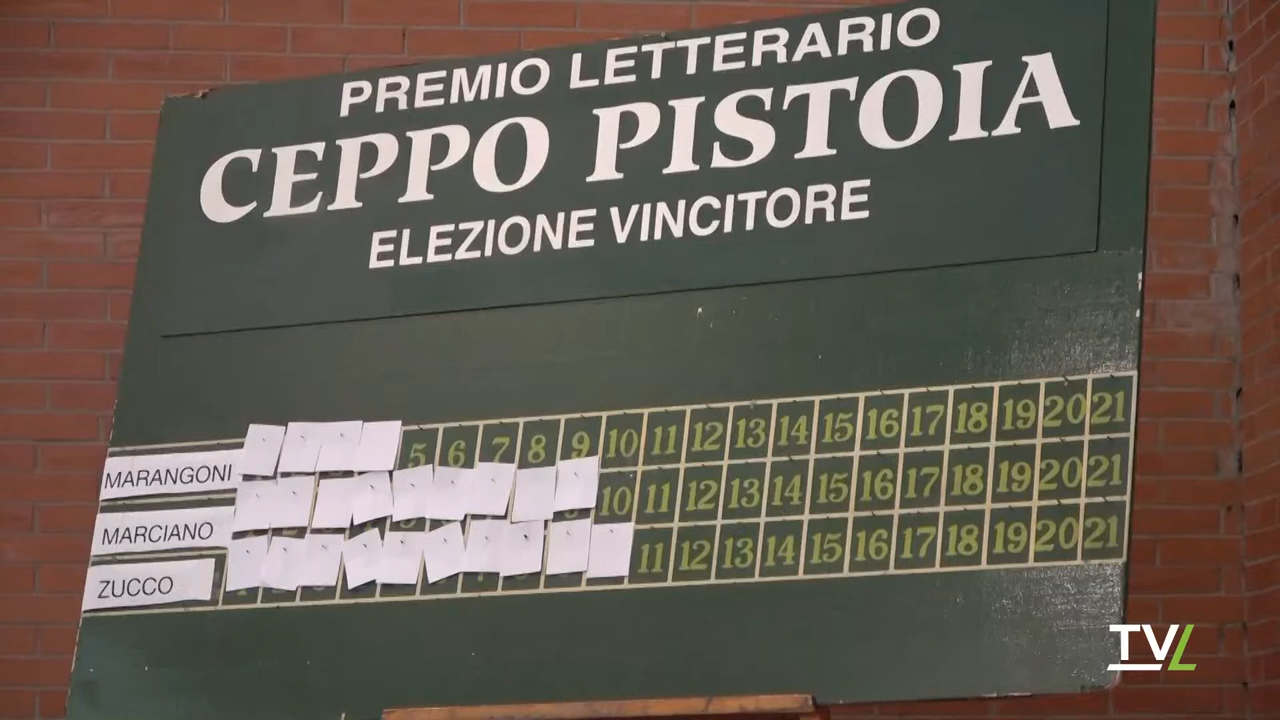 PREMIO LETTERARIO
CEPPO PISTOIA
ELEZIONE VINCITORE
MARANGONI 5 6 7 8 9 10 11 12 13 14 15 16 17 18 19 20 21
MARCIANO 10 11 12 13 14 15 16 17 18 19 20 21
ZUCCO 11 12 13 14 15 16 17 18 19 20 21
TVL